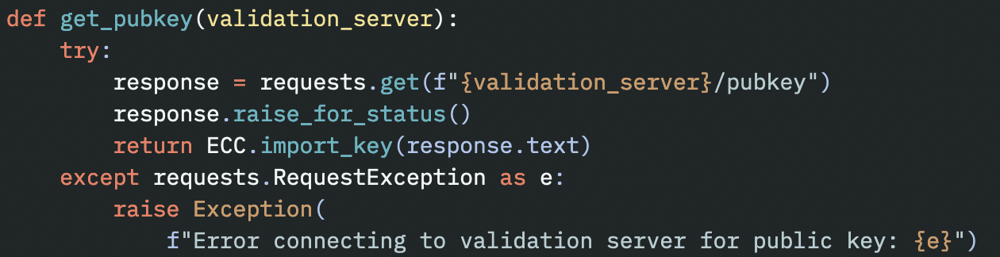 def get_pubkey(validation_server):
    try:
        response = requests.get(f"{validation_server}/pubkey")
        response.raise_for_status()
        return ECC.import_key(response.text)
    except requests.RequestException as e:
        raise Exception(
            f"Error connecting to validation server for public key: {e}")